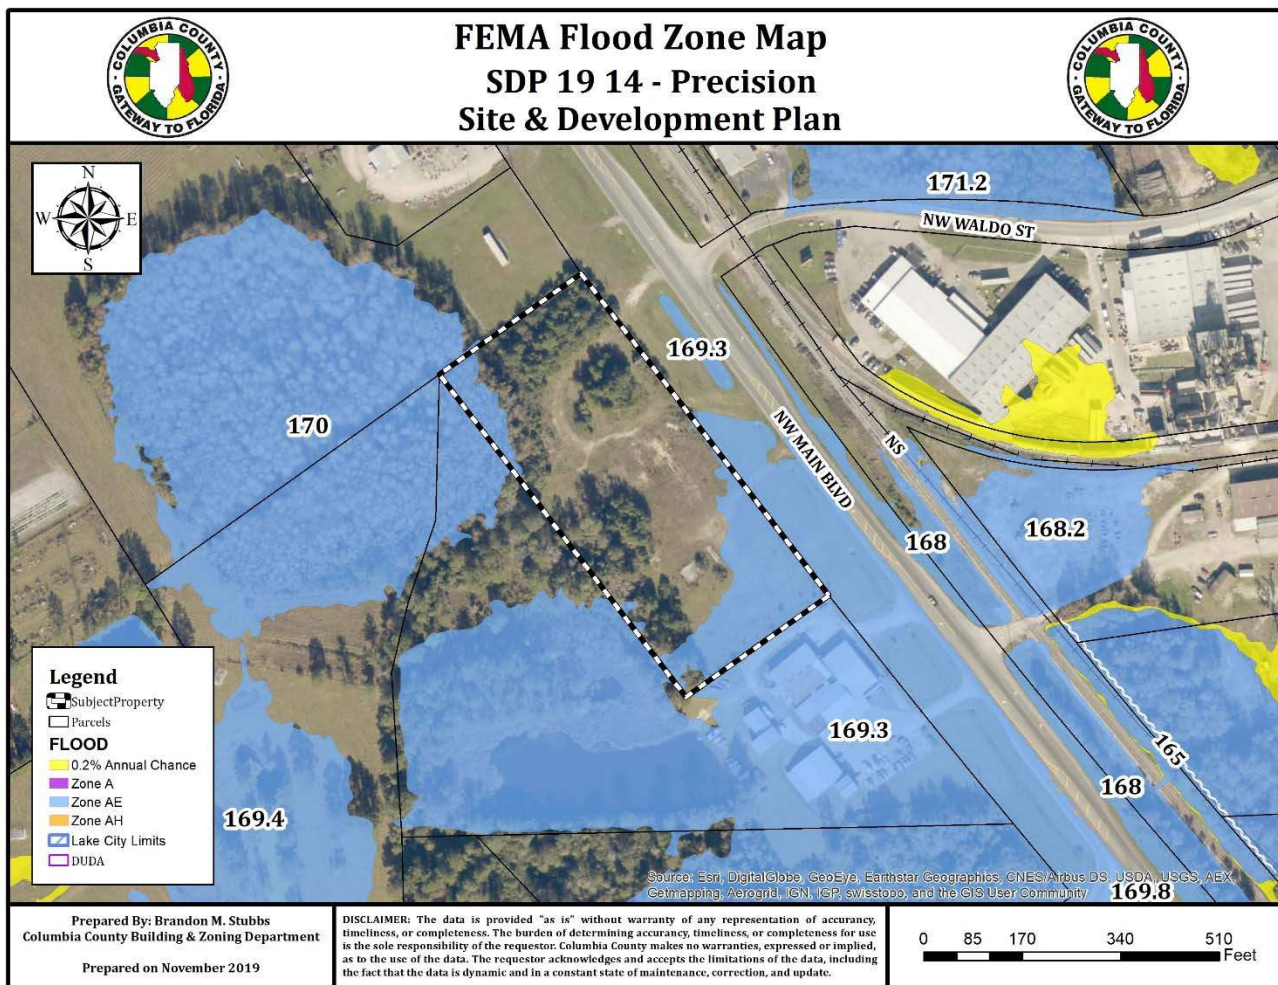 FEMA Flood Zone Map
SDP 19 14 - Precision
Site & Development Plan
COLUMBIA COUNTY
GATEWAY TO FLORIDA
COLUMBIA COUNTY
GATEWAY TO FLORIDA
N
W E
S
171.2
NW WALDO ST
169.3
170
NW MAIN BLVD
NS
168
168.2
169.3
165
168
169.4
169.8
Legend
SubjectProperty
Parcels
FLOOD
0.2% Annual Chance
Zone A
Zone AE
Zone AH
Lake City Limits
DUDA
Source: Esri, DigitalGlobe, GeoEye, Earthstar Geographics, CNES/Airbus DS, USDA, USGS, AEX,
Getmapping, Aerogrid, IGN, IGP, swisstopo, and the GIS User Community
Prepared By: Brandon M. Stubbs
Columbia County Building & Zoning Department
Prepared on November 2019
DISCLAIMER: The data is provided "as is" without warranty of any representation of accurancy,
timeliness, or completeness. The burden of determining accurancy, timeliness, or completeness for use
is the sole responsibility of the requestor. Columbia County makes no warranties, expressed or implied,
as to the use of the data. The requestor acknowledges and accepts the limitations of the data, including
the fact that the data is dynamic and in a constant state of maintenance, correction, and update.
0 85 170 340 510
Feet